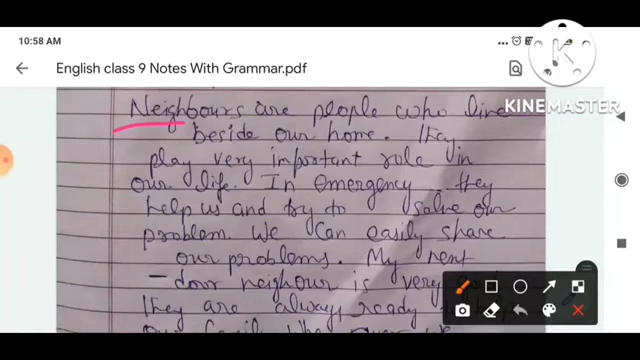 10:58 AM
English class 9 Notes With Grammar.pdf
KINEMASTER
Neighbours are people who live
beside our home. They
play very important role in
our life. In emergency they
help us and try to solve our
problem. We can easily share
our problems. My next
-door neighour is very
They are always ready
our